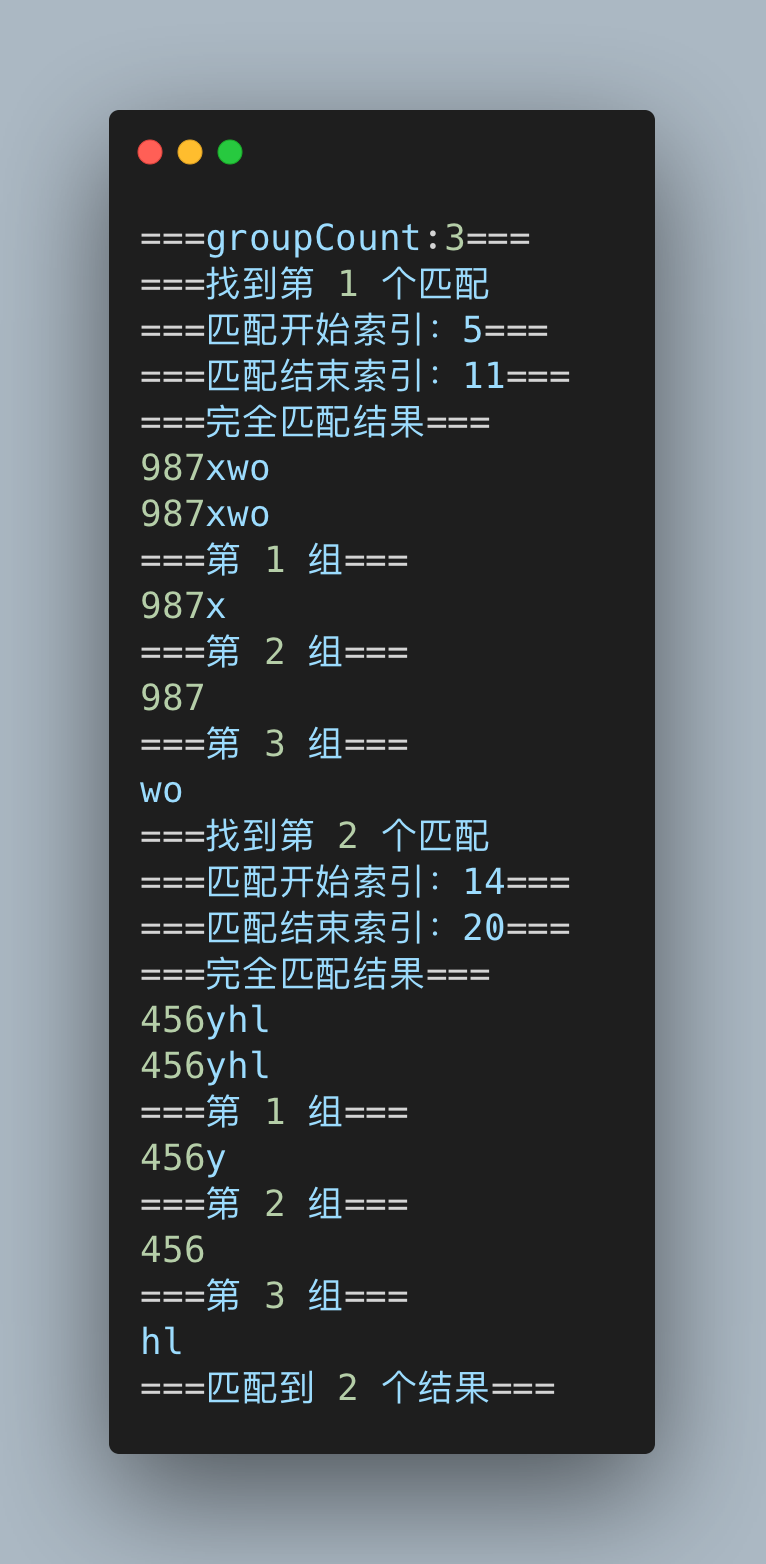 ===groupCount:3===
===找到第 1 个匹配
===匹配开始索引：5===
===匹配结束索引：11===
===完全匹配结果===
987xwo
987xwo
===第 1 组===
987x
===第 2 组===
987
===第 3 组===
wo
===找到第 2 个匹配
===匹配开始索引：14===
===匹配结束索引：20===
===完全匹配结果===
456yhl
456yhl
===第 1 组===
456y
===第 2 组===
456
===第 3 组===
hl
===匹配到 2 个结果===